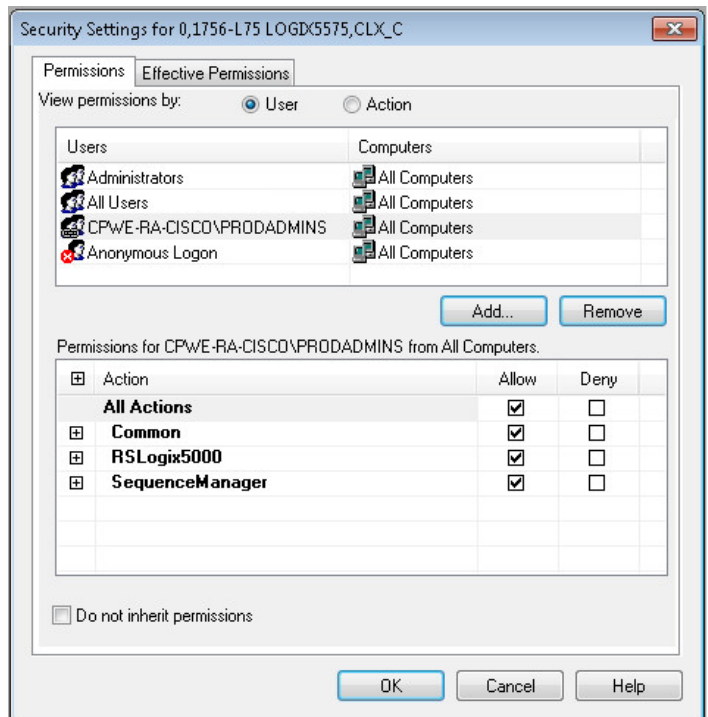 Security Settings for 0,1756-L75 LOGIX5575,CLX_C
Permissions Effective Permissions
View permissions by: User Action
Users Computers
Administrators All Computers
All Users All Computers
CPWE-RA-CISCO\PRODADMINS All Computers
Anonymous Logon All Computers
Add... Remove
Permissions for CPWE-RA-CISCO\PRODADMINS from All Computers.
Action Allow Deny
All Actions
Common
RSLogix5000
SequenceManager
Do not inherit permissions
OK Cancel Help